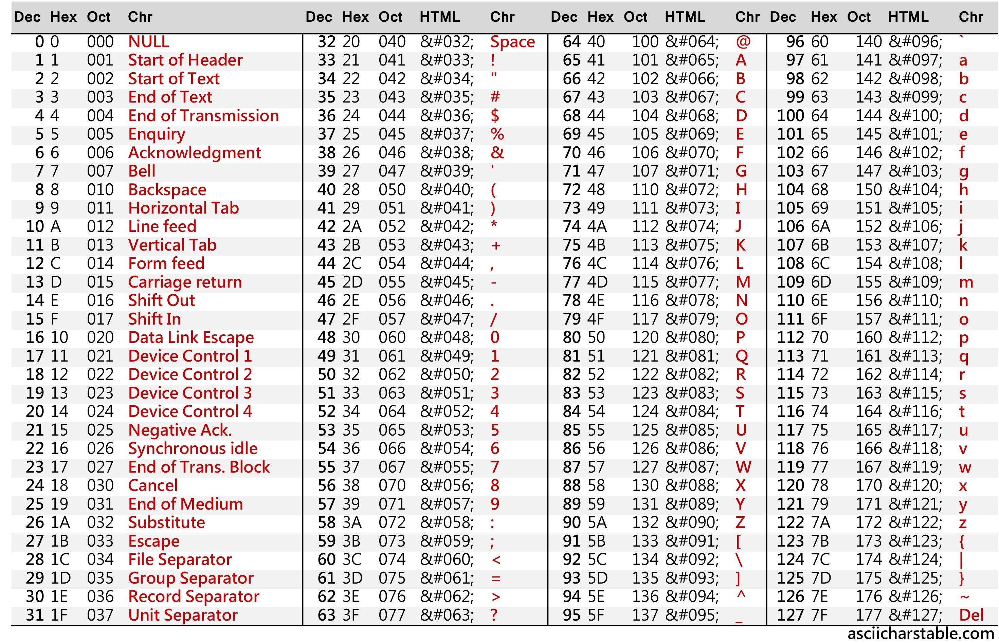 Dec Hex Oct Chr Dec Hex Oct HTML Chr Dec Hex Oct HTML Chr Dec Hex Oct HTML Chr
0 0 000 NULL 32 20 040 &#032; Space 64 40 100 &#064; @ 96 60 140 &#096; `
1 1 001 Start of Header 33 21 041 &#033; ! 65 41 101 &#065; A 97 61 141 &#097; a
2 2 002 Start of Text 34 22 042 &#034; " 66 42 102 &#066; B 98 62 142 &#098; b
3 3 003 End of Text 35 23 043 &#035; # 67 43 103 &#067; C 99 63 143 &#099; c
4 4 004 End of Transmission 36 24 044 &#036; $ 68 44 104 &#068; D 100 64 144 &#100; d
5 5 005 Enquiry 37 25 045 &#037; % 69 45 105 &#069; E 101 65 145 &#101; e
6 6 006 Acknowledgment 38 26 046 &#038; & 70 46 106 &#070; F 102 66 146 &#102; f
7 7 007 Bell 39 27 047 &#039; ' 71 47 107 &#071; G 103 67 147 &#103; g
8 8 010 Backspace 40 28 050 &#040; ( 72 48 110 &#072; H 104 68 150 &#104; h
9 9 011 Horizontal Tab 41 29 051 &#041; ) 73 49 111 &#073; I 105 69 151 &#105; i
10 A 012 Line feed 42 2A 052 &#042; * 74 4A 112 &#074; J 106 6A 152 &#106; j
11 B 013 Vertical Tab 43 2B 053 &#043; + 75 4B 113 &#075; K 107 6B 153 &#107; k
12 C 014 Form feed 44 2C 054 &#044; , 76 4C 114 &#076; L 108 6C 154 &#108; l
13 D 015 Carriage return 45 2D 055 &#045; - 77 4D 115 &#077; M 109 6D 155 &#109; m
14 E 016 Shift Out 46 2E 056 &#046; . 78 4E 116 &#078; N 110 6E 156 &#110; n
15 F 017 Shift In 47 2F 057 &#047; / 79 4F 117 &#079; O 111 6F 157 &#111; o
16 10 020 Data Link Escape 48 30 060 &#048; 0 80 50 120 &#080; P 112 70 160 &#112; p
17 11 021 Device Control 1 49 31 061 &#049; 1 81 51 121 &#081; Q 113 71 161 &#113; q
18 12 022 Device Control 2 50 32 062 &#050; 2 82 52 122 &#082; R 114 72 162 &#114; r
19 13 023 Device Control 3 51 33 063 &#051; 3 83 53 123 &#083; S 115 73 163 &#115; s
20 14 024 Device Control 4 52 34 064 &#052; 4 84 54 124 &#084; T 116 74 164 &#116; t
21 15 025 Negative Ack. 53 35 065 &#053; 5 85 55 125 &#085; U 117 75 165 &#117; u
22 16 026 Synchronous idle 54 36 066 &#054; 6 86 56 126 &#086; V 118 76 166 &#118; v
23 17 027 End of Trans. Block 55 37 067 &#055; 7 87 57 127 &#087; W 119 77 167 &#119; w
24 18 030 Cancel 56 38 070 &#056; 8 88 58 130 &#088; X 120 78 170 &#120; x
25 19 031 End of Medium 57 39 071 &#057; 9 89 59 131 &#089; Y 121 79 171 &#121; y
26 1A 032 Substitute 58 3A 072 &#058; : 90 5A 132 &#090; Z 122 7A 172 &#122; z
27 1B 033 Escape 59 3B 073 &#059; ; 91 5B 133 &#091; [ 123 7B 173 &#123; {
28 1C 034 File Separator 60 3C 074 &#060; < 92 5C 134 &#092; \ 124 7C 174 &#124; |
29 1D 035 Group Separator 61 3D 075 &#061; = 93 5D 135 &#093; ] 125 7D 175 &#125; }
30 1E 036 Record Separator 62 3E 076 &#062; > 94 5E 136 &#094; ^ 126 7E 176 &#126; ~
31 1F 037 Unit Separator 63 3F 077 &#063; ? 95 5F 137 &#095; _ 127 7F 177 &#127; Del
asciicharstable.com